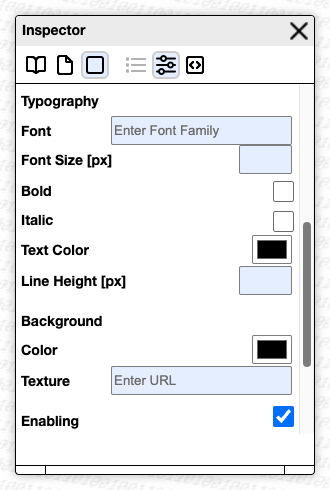 Inspector
Typography
Font Enter Font Family
Font Size [px]
Bold
Italic
Text Color
Line Height [px]
Background
Color
Texture Enter URL
Enabling